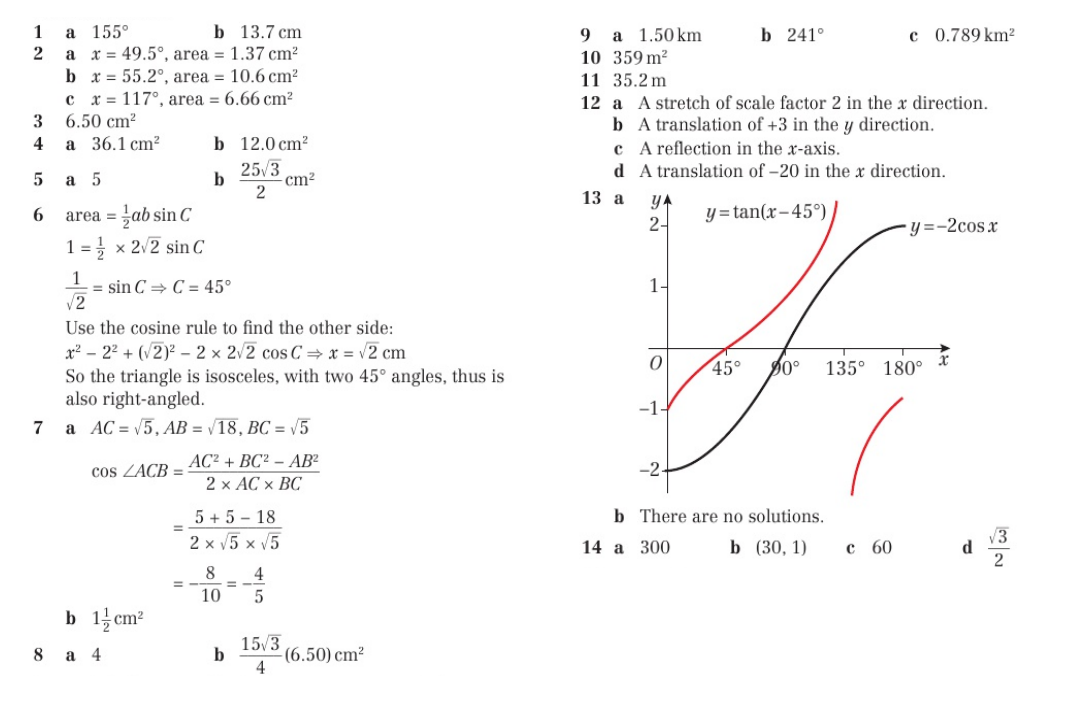 1 a 155° b 13.7 cm
2 a x = 49.5°, area = 1.37 cm²
b x = 55.2°, area = 10.6 cm²
c x = 117°, area = 6.66 cm²
3 6.50 cm²
4 a 36.1 cm² b 12.0 cm²
5 a 5 b 25√3/2 cm²
6 area = ½ab sin C
1 = ½ × 2√2 sin C
1/√2 = sin C ⇒ C = 45°
Use the cosine rule to find the other side:
x² – 2² + (√2)² – 2 × 2√2 cos C ⇒ x = √2 cm
So the triangle is isosceles, with two 45° angles, thus is
also right-angled.
7 a AC = √5, AB = √18, BC = √5
cos ∠ACB = (AC² + BC² – AB²)/(2 × AC × BC)
= (5 + 5 – 18)/(2 × √5 × √5)
= –8/10 = –4/5
b 1½ cm²
8 a 4 b 15√3/4 (6.50) cm²
9 a 1.50 km b 241° c 0.789 km²
10 359 m²
11 35.2 m
12 a A stretch of scale factor 2 in the x direction.
b A translation of +3 in the y direction.
c A reflection in the x-axis.
d A translation of –20 in the x direction.
13 a
y
y = tan(x – 45°)
2
y = –2cos x
1
O 45° 90° 135° 180° x
–1
–2
b There are no solutions.
14 a 300 b (30, 1) c 60 d √3/2